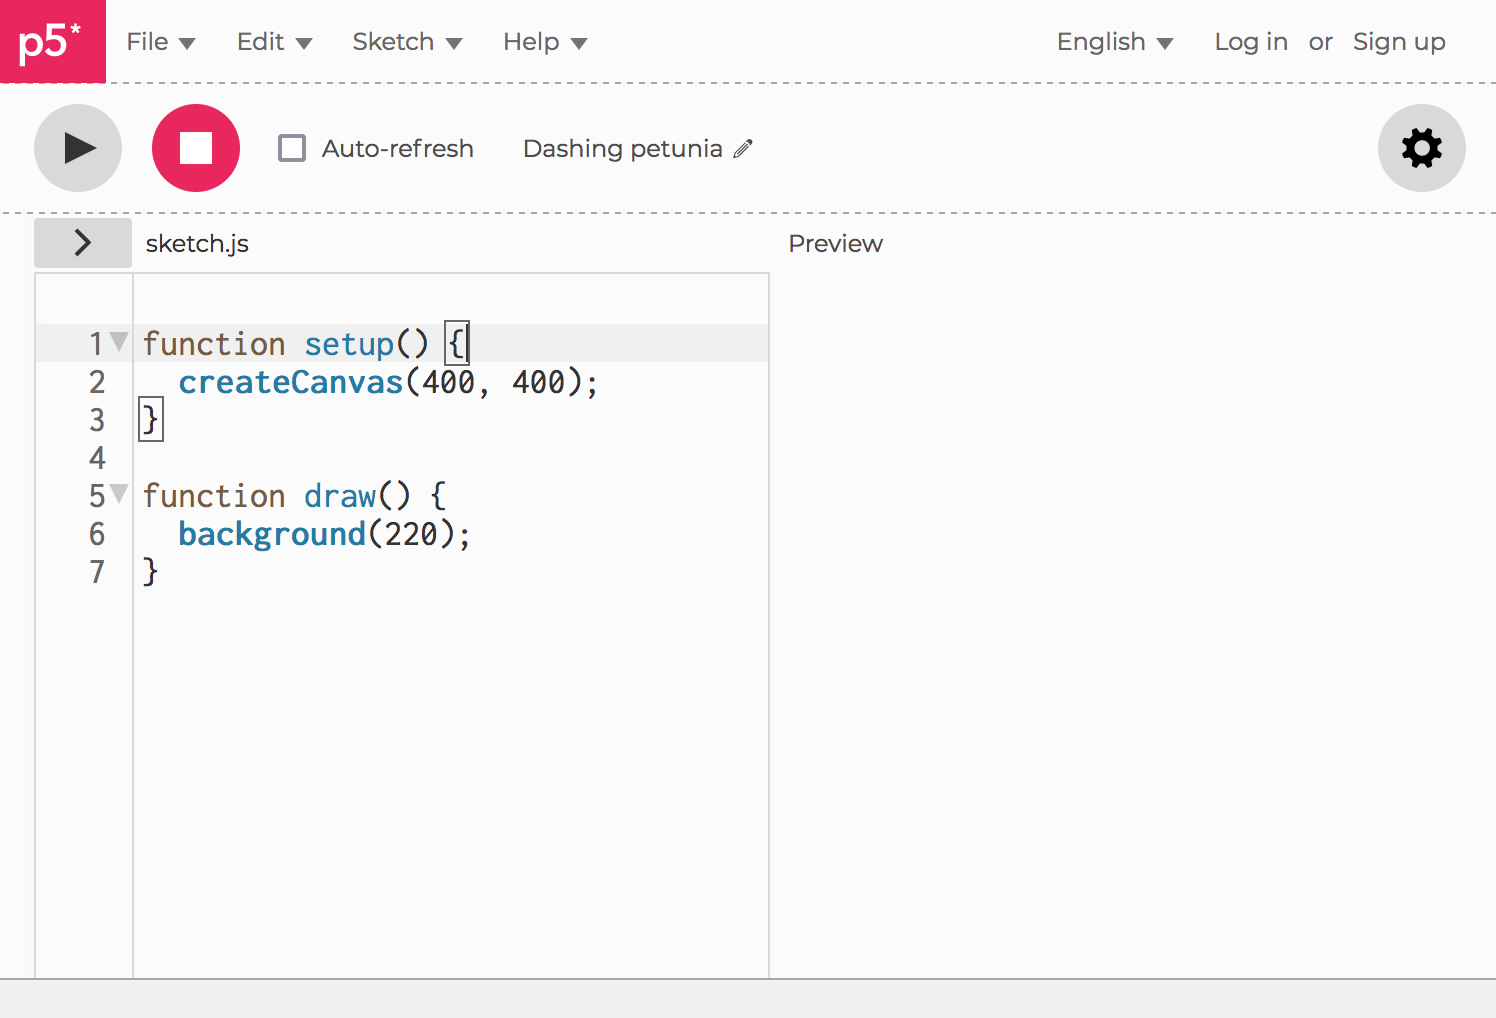 p5* File Edit Sketch Help English Log in or Sign up
Auto-refresh Dashing petunia
sketch.js Preview
1 function setup() {
2   createCanvas(400, 400);
3 }
4
5 function draw() {
6   background(220);
7 }